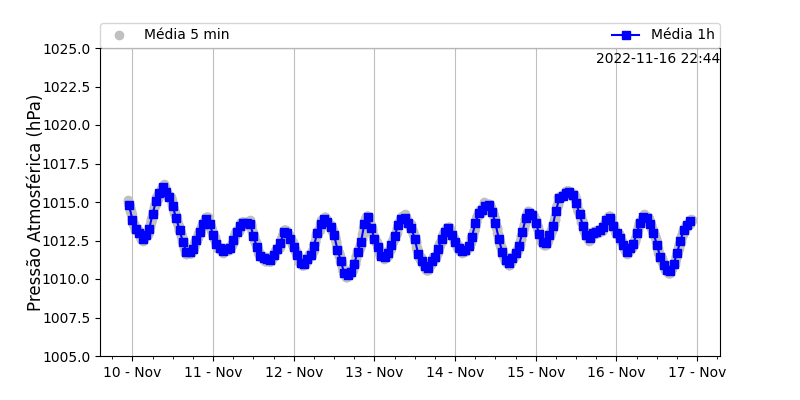 Média 5 min
Média 1h
2022-11-16 22:44
Pressão Atmosférica (hPa)
1025.0
1022.5
1020.0
1017.5
1015.0
1012.5
1010.0
1007.5
1005.0
10 - Nov
11 - Nov
12 - Nov
13 - Nov
14 - Nov
15 - Nov
16 - Nov
17 - Nov